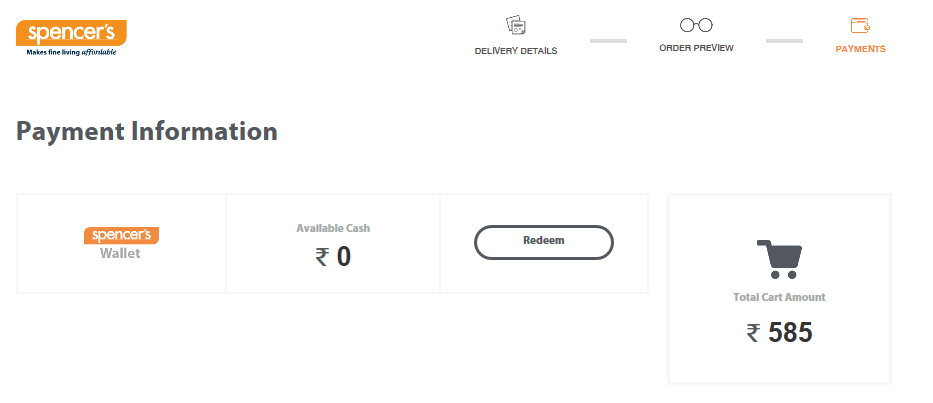 spencer's
Makes fine living affordable
DELIVERY DETAILS
ORDER PREVIEW
PAYMENTS
Payment Information
spencer's
Wallet
Available Cash
₹ 0
Redeem
Total Cart Amount
₹ 585